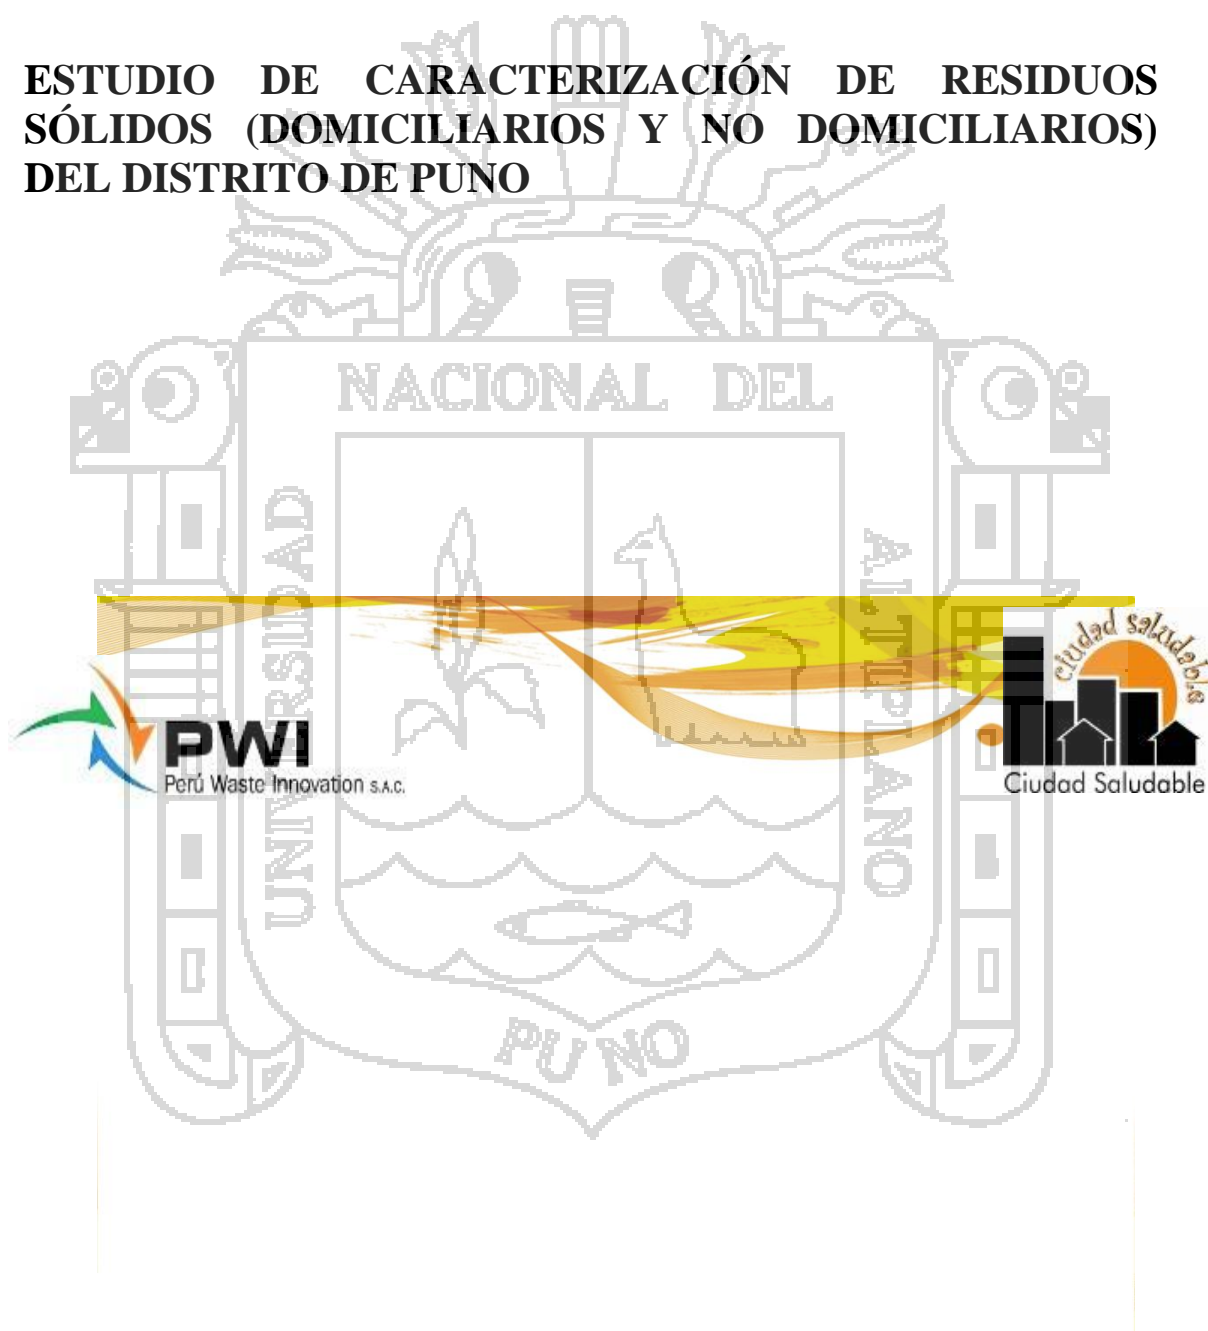 ESTUDIO DE CARACTERIZACIÓN DE RESIDUOS
SÓLIDOS (DOMICILIARIOS Y NO DOMICILIARIOS)
DEL DISTRITO DE PUNO
NACIONAL DEL
UNIVERSIDAD
ALTIPLANO
ciudad saludable
PWI
Perú Waste Innovation S.A.C.
Ciudad Saludable
PUNO